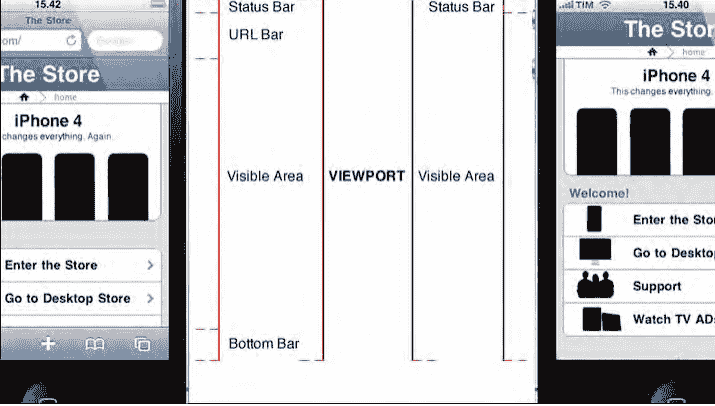 15.42
The Store
om/
The Store
home
iPhone 4
changes everything. Again.
Enter the Store
Go to Desktop Store
Status Bar
URL Bar
Visible Area
VIEWPORT
Bottom Bar
Status Bar
Visible Area
TIM
15.40
The Stor
home
iPhone 4
This changes everything.
Welcome!
Enter the Stor
Go to Deskto
Support
Watch TV ADs